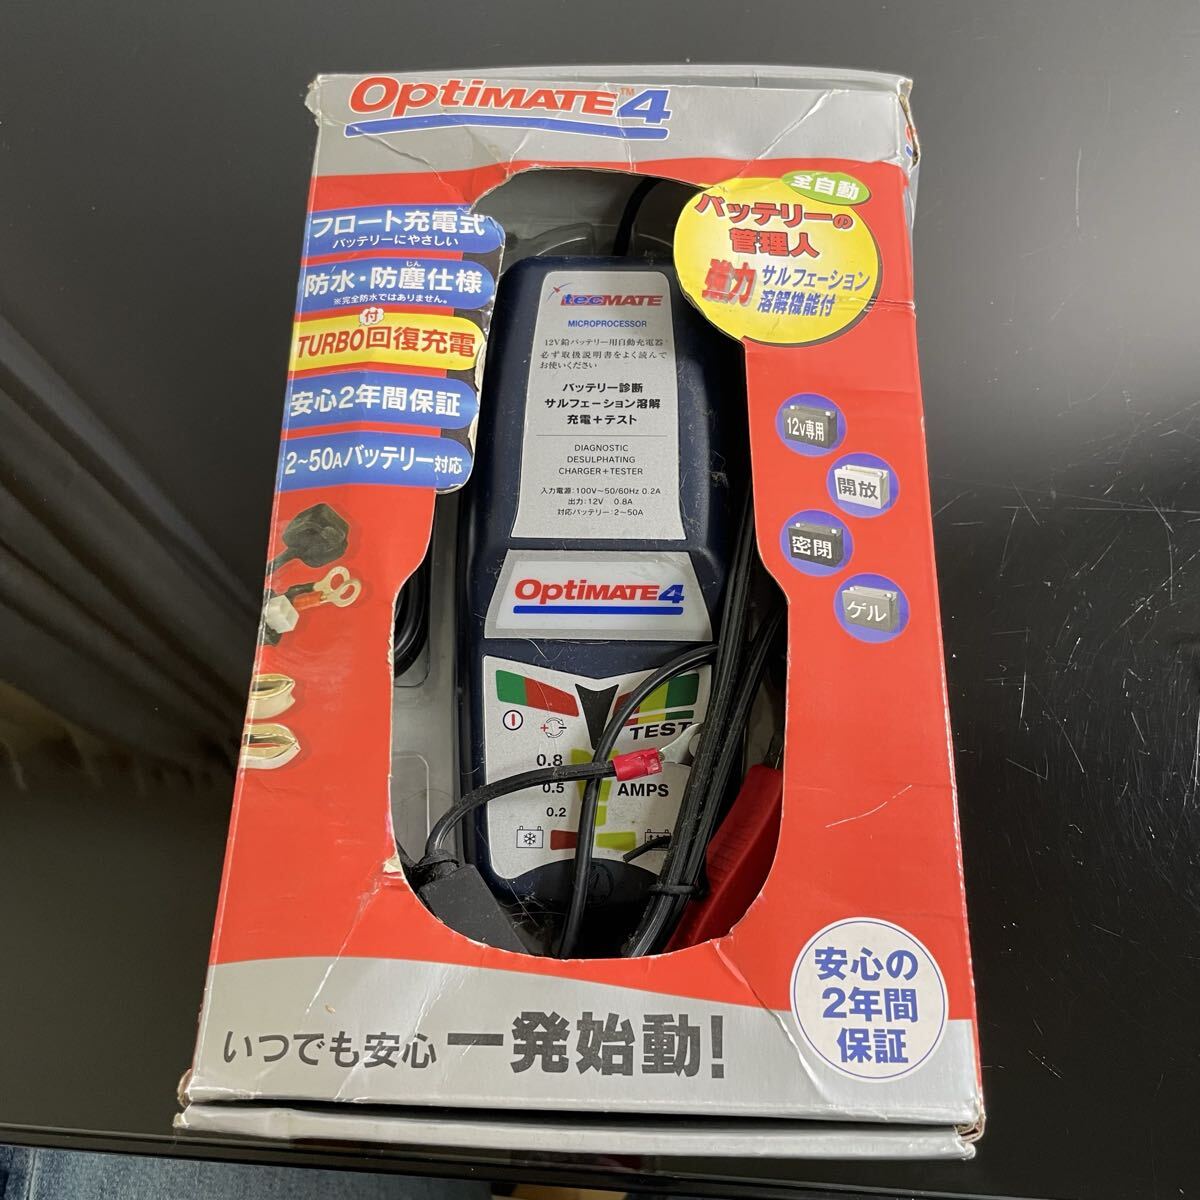 OptiMATE™4
フロート充電式
バッテリーにやさしい
じん
防水・防塵仕様
※完全防水ではありません。
付
TURBO回復充電
安心2年間保証
2~50Aバッテリー対応
全自動
バッテリーの
管理人
強力 サルフェーション
溶解機能付
12v専用
開放
密閉
ゲル
tecMATE
MICROPROCESSOR
12V鉛バッテリー用自動充電器
必ず取扱説明書をよく読んで
お使いください
バッテリー診断
サルフェーション溶解
充電+テスト
DIAGNOSTIC
DESULPHATING
CHARGER+TESTER
入力電源:100V~50/60Hz 0.2A
出力:12V 0.8A
対応バッテリー:2~50A
OptiMATE4
TEST
0.8
0.5 AMPS
0.2
安心の
2年間
保証
いつでも安心 一発始動!